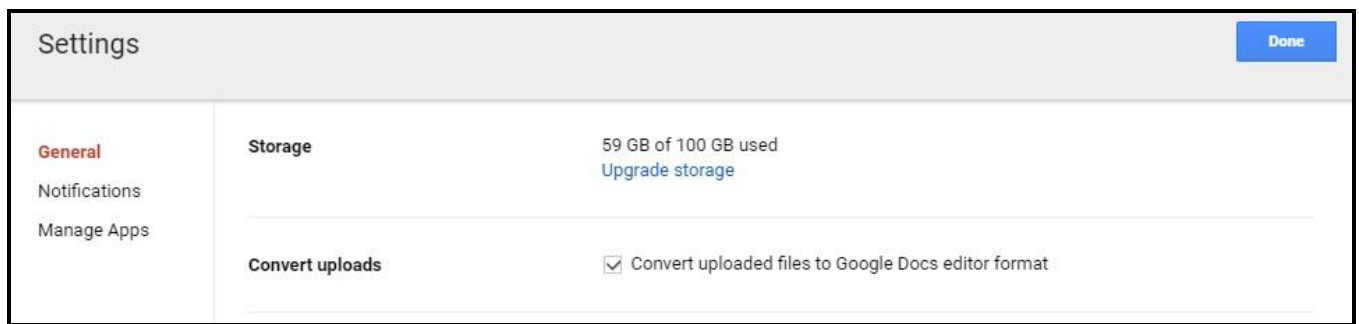 Settings
Done
General
Notifications
Manage Apps
Storage
59 GB of 100 GB used
Upgrade storage
Convert uploads
Convert uploaded files to Google Docs editor format